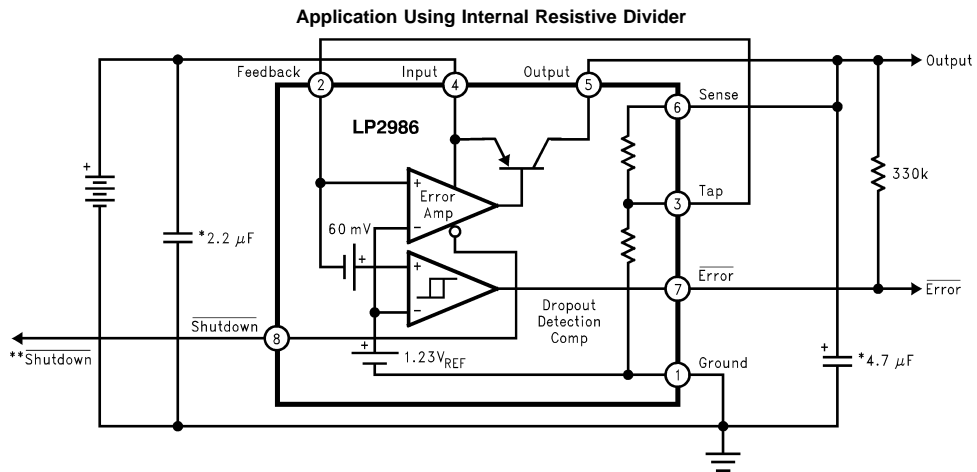 Application Using Internal Resistive Divider
Feedback
Input
Output
2
4
5
Output
6
Sense
LP2986
+
330k
+
Error
Amp
3
Tap
60 mV
−
*2.2 µF
+
+
Error
7
Error
Shutdown
−
Dropout
Detection
Comp
8
**Shutdown
+
1.23VREF
+
*4.7 µF
Ground
1